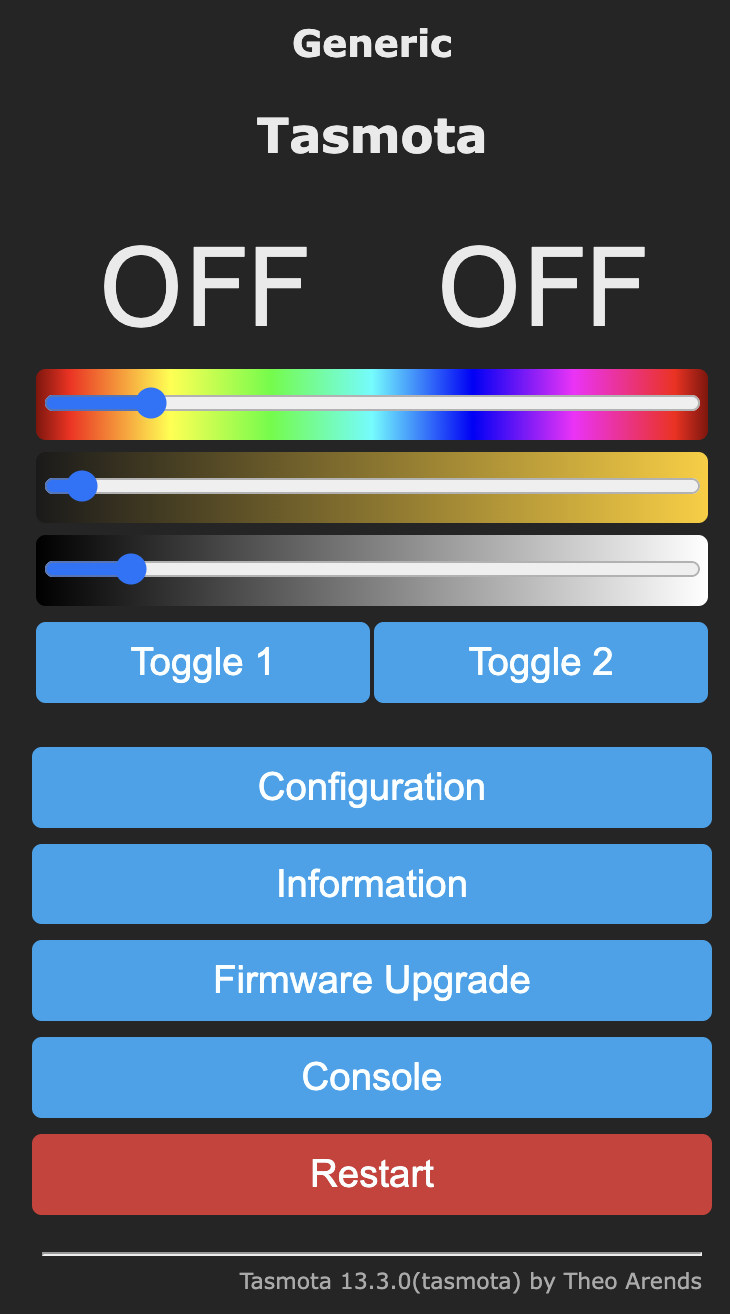 Generic
Tasmota
OFF OFF
Toggle 1 Toggle 2
Configuration
Information
Firmware Upgrade
Console
Restart
Tasmota 13.3.0(tasmota) by Theo Arends